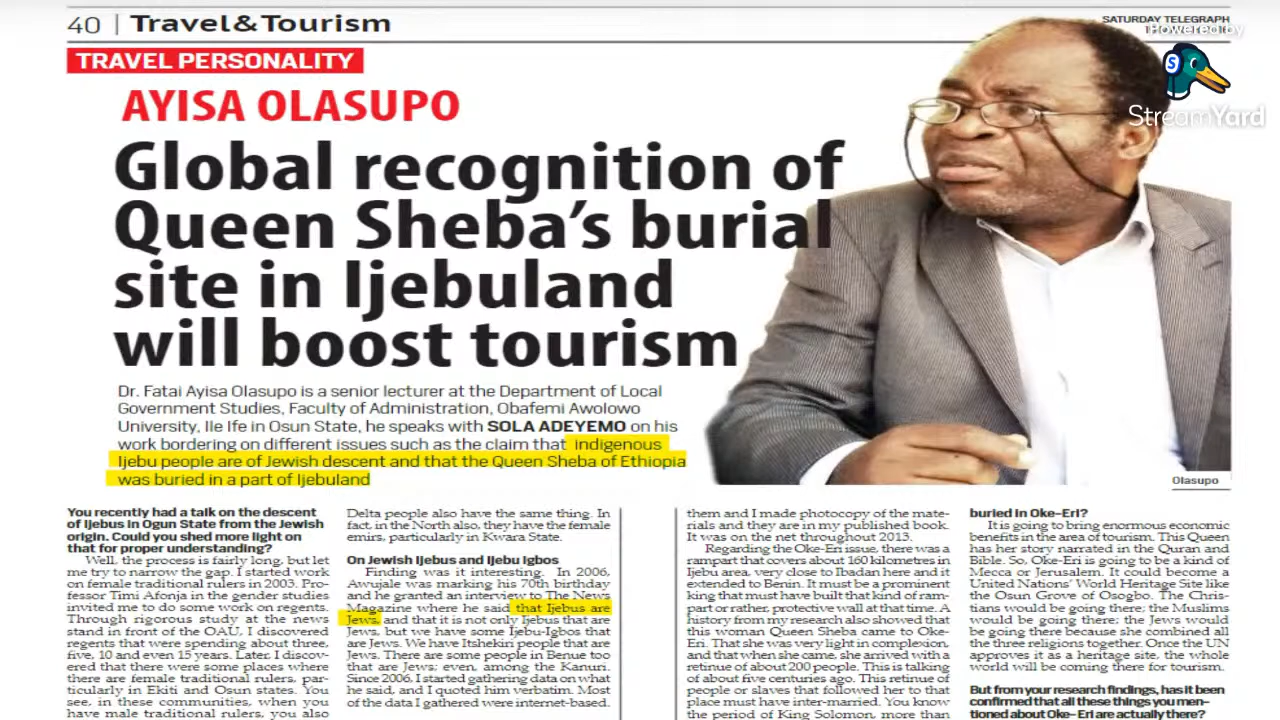 40 | Travel&Tourism
SATURDAY TELEGRAPH
Powered by
StreamYard
TRAVEL PERSONALITY
AYISA OLASUPO
Global recognition of
Queen Sheba's burial
site in Ijebuland
will boost tourism
Dr. Fatai Ayisa Olasupo is a senior lecturer at the Department of Local
Government Studies, Faculty of Administration, Obafemi Awolowo
University, Ile Ife in Osun State, he speaks with SOLA ADEYEMO on his
work bordering on different issues such as the claim that indigenous
Ijebu people are of Jewish descent and that the Queen Sheba of Ethiopia
was buried in a part of Ijebuland
Olasupo
You recently had a talk on the descent
of Ijebus in Ogun State from the Jewish
origin. Could you shed more light on
that for proper understanding?
Well, the process is fairly long, but let
me try to narrow the gap. I started work
on female traditional rulers in 2003. Pro-
fessor Timi Afonja in the gender studies
invited me to do some work on regents.
Through rigorous study at the news
stand in front of the OAU, I discovered
regents that were spending about three,
five, 10 and even 15 years. Later, I discov-
ered that there were some places where
there are female traditional rulers, par-
ticularly in Ekiti and Osun states. You
see, in these communities, when you
have male traditional rulers, you also
Delta people also have the same thing. In
fact, in the North also, they have the female
emirs, particularly in Kwara State.
On Jewish Ijebus and Ijebu Igbos
Finding was it interesting. In 2006,
Awujale was marking his 70th birthday
and he granted an interview to The News
Magazine where he said that Ijebus are
Jews, and that it is not only Ijebus that are
Jews, but we have some Ijebu-Igbos that
are Jews. We have Itshekiri people that are
Jews. There are some people in Benue too
that are Jews; even, among the Kanuri.
Since 2006, I started gathering data on what
he said, and I quoted him verbatim. Most
of the data I gathered were internet-based.
them and I made photocopy of the mate-
rials and they are in my published book.
It was on the net throughout 2013.
Regarding the Oke-Eri issue, there was a
rampart that covers about 160 kilometres in
Ijebu area, very close to Ibadan here and it
extended to Benin. It must be a prominent
king that must have built that kind of ram-
part or rather, protective wall at that time. A
history from my research also showed that
this woman Queen Sheba came to Oke-
Eri. That she was very light in complexion,
and that when she came, she arrived with a
retinue of about 200 people. This is talking
of about five centuries ago. This retinue of
people or slaves that followed her to that
place must have inter-married. You know
the period of King Solomon, more than
buried in Oke-Eri?
It is going to bring enormous economic
benefits in the area of tourism. This Queen
has her story narrated in the Quran and
Bible. So, Oke-Eri is going to be a kind of
Mecca or Jerusalem. It could become a
United Nations' World Heritage Site like
the Osun Grove of Osogbo. The Chris-
tians would be going there; the Muslims
would be going there; the Jews would
be going there because she combined all
the three religions together. Once the UN
approves it as a heritage site, the whole
world will be coming there for tourism.
But from your research findings, has it been
confirmed that all these things you men-
tioned about Oke-Eri are actually there?